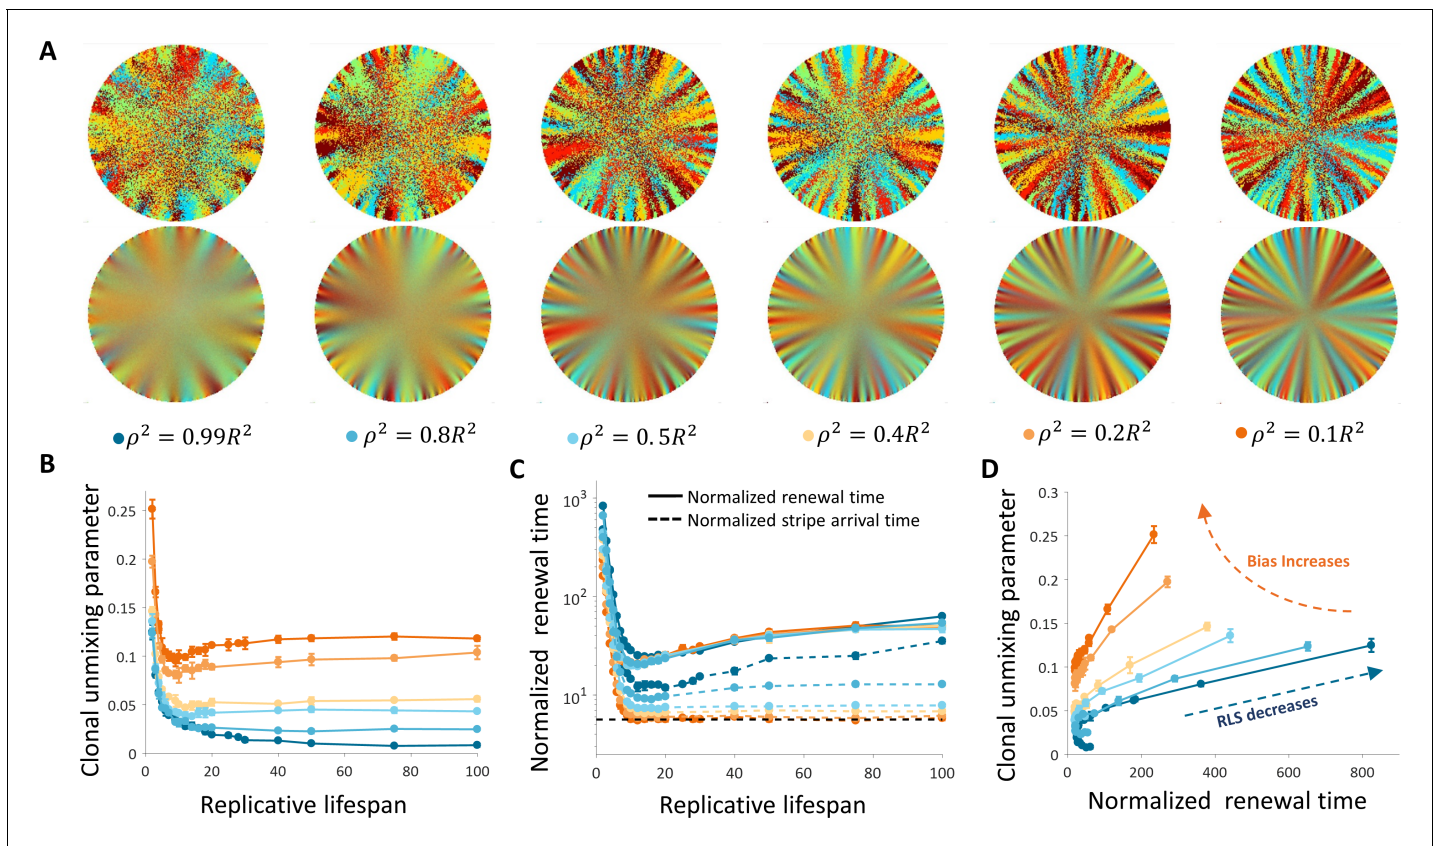 A
ρ² = 0.99R²
ρ² = 0.8R²
ρ² = 0.5R²
ρ² = 0.4R²
ρ² = 0.2R²
ρ² = 0.1R²
B
Clonal unmixing parameter
0.25
0.2
0.15
0.1
0.05
0
0 20 40 60 80 100
Replicative lifespan
C
Normalized renewal time
Normalized renewal time
Normalized stripe arrival time
10³
10²
10¹
0 20 40 60 80 100
Replicative lifespan
D
Clonal unmixing parameter
0.3
0.25
0.2
0.15
0.1
0.05
0
Bias Increases
RLS decreases
0 200 400 600 800
Normalized renewal time